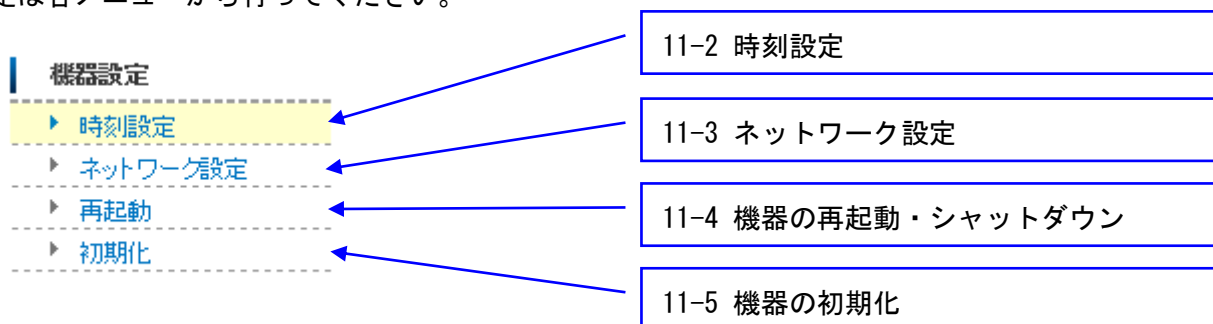 定は各メニューから行ってください。
機器設定
時刻設定
ネットワーク設定
再起動
初期化
11-2 時刻設定
11-3 ネットワーク設定
11-4 機器の再起動・シャットダウン
11-5 機器の初期化